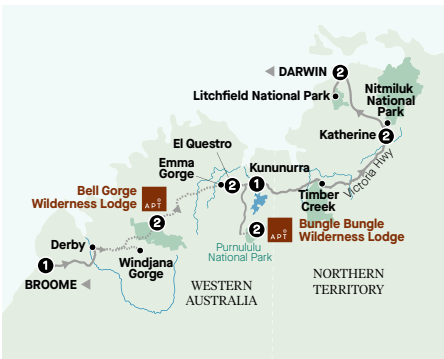 DARWIN 2
Litchfield National Park
Nitmiluk
National
Park
Katherine 2
Victoria Hwy
El Questro
Emma
Gorge
2
Kununurra
1
Timber
Creek
Bell Gorge
Wilderness Lodge
APT
2
APT
2
Bungle Bungle
Wilderness Lodge
Purnululu
National Park
Derby
Windjana
Gorge
1
BROOME
WESTERN
AUSTRALIA
NORTHERN
TERRITORY